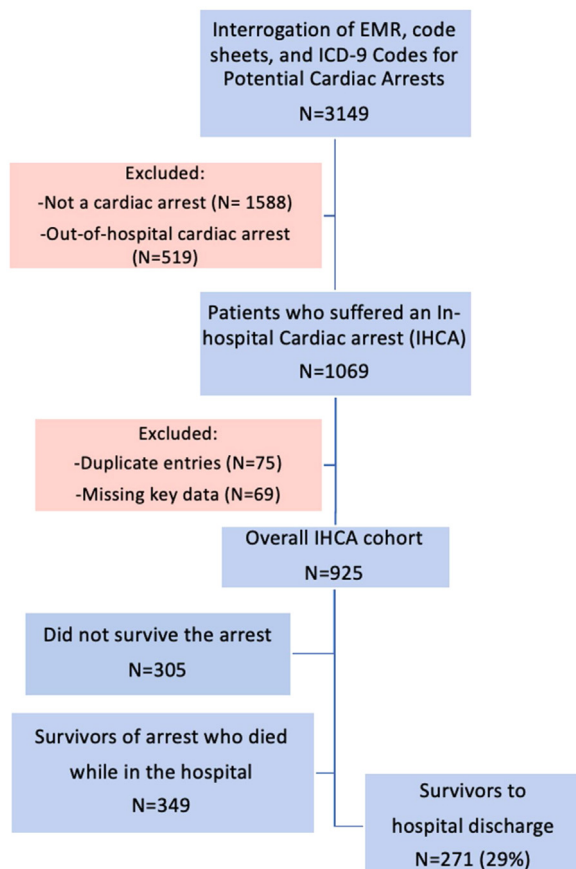 Interrogation of EMR, code
sheets, and ICD-9 Codes for
Potential Cardiac Arrests
N=3149
Excluded:
-Not a cardiac arrest (N= 1588)
-Out-of-hospital cardiac arrest
(N=519)
Patients who suffered an In-
hospital Cardiac arrest (IHCA)
N=1069
Excluded:
-Duplicate entries (N=75)
-Missing key data (N=69)
Overall IHCA cohort
N=925
Did not survive the arrest
N=305
Survivors of arrest who died
while in the hospital
N=349
Survivors to
hospital discharge
N=271 (29%)